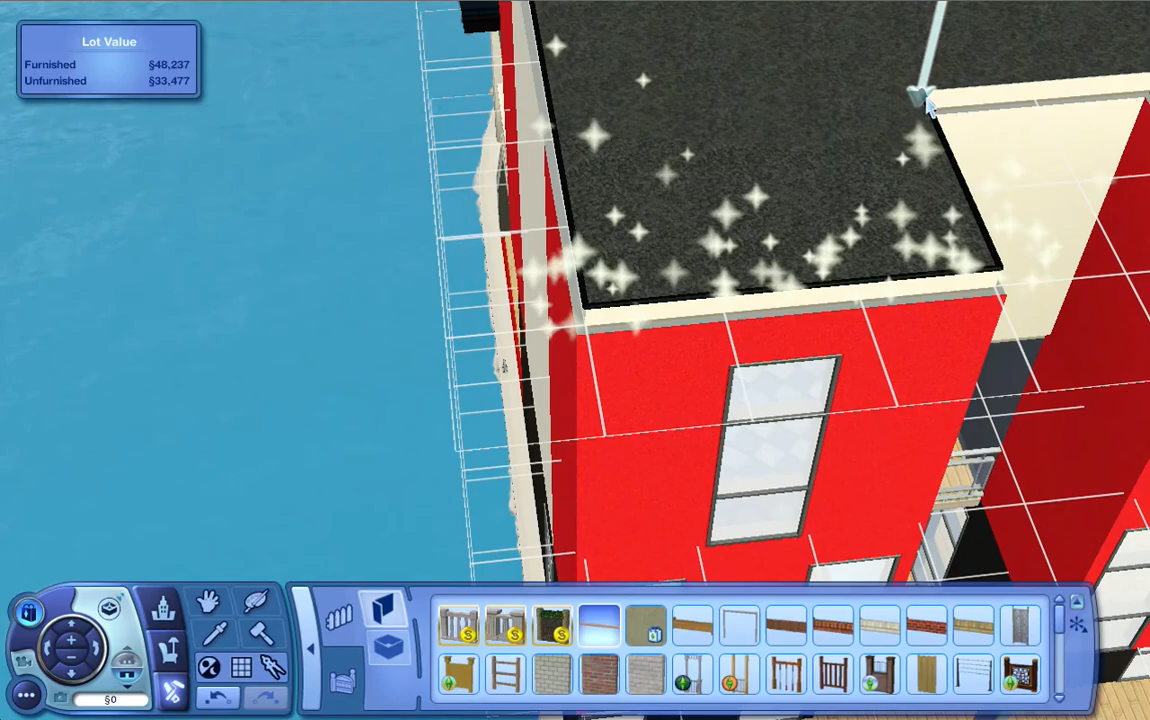 Lot Value
Furnished §48,237
Unfurnished §33,477
S S S
§0